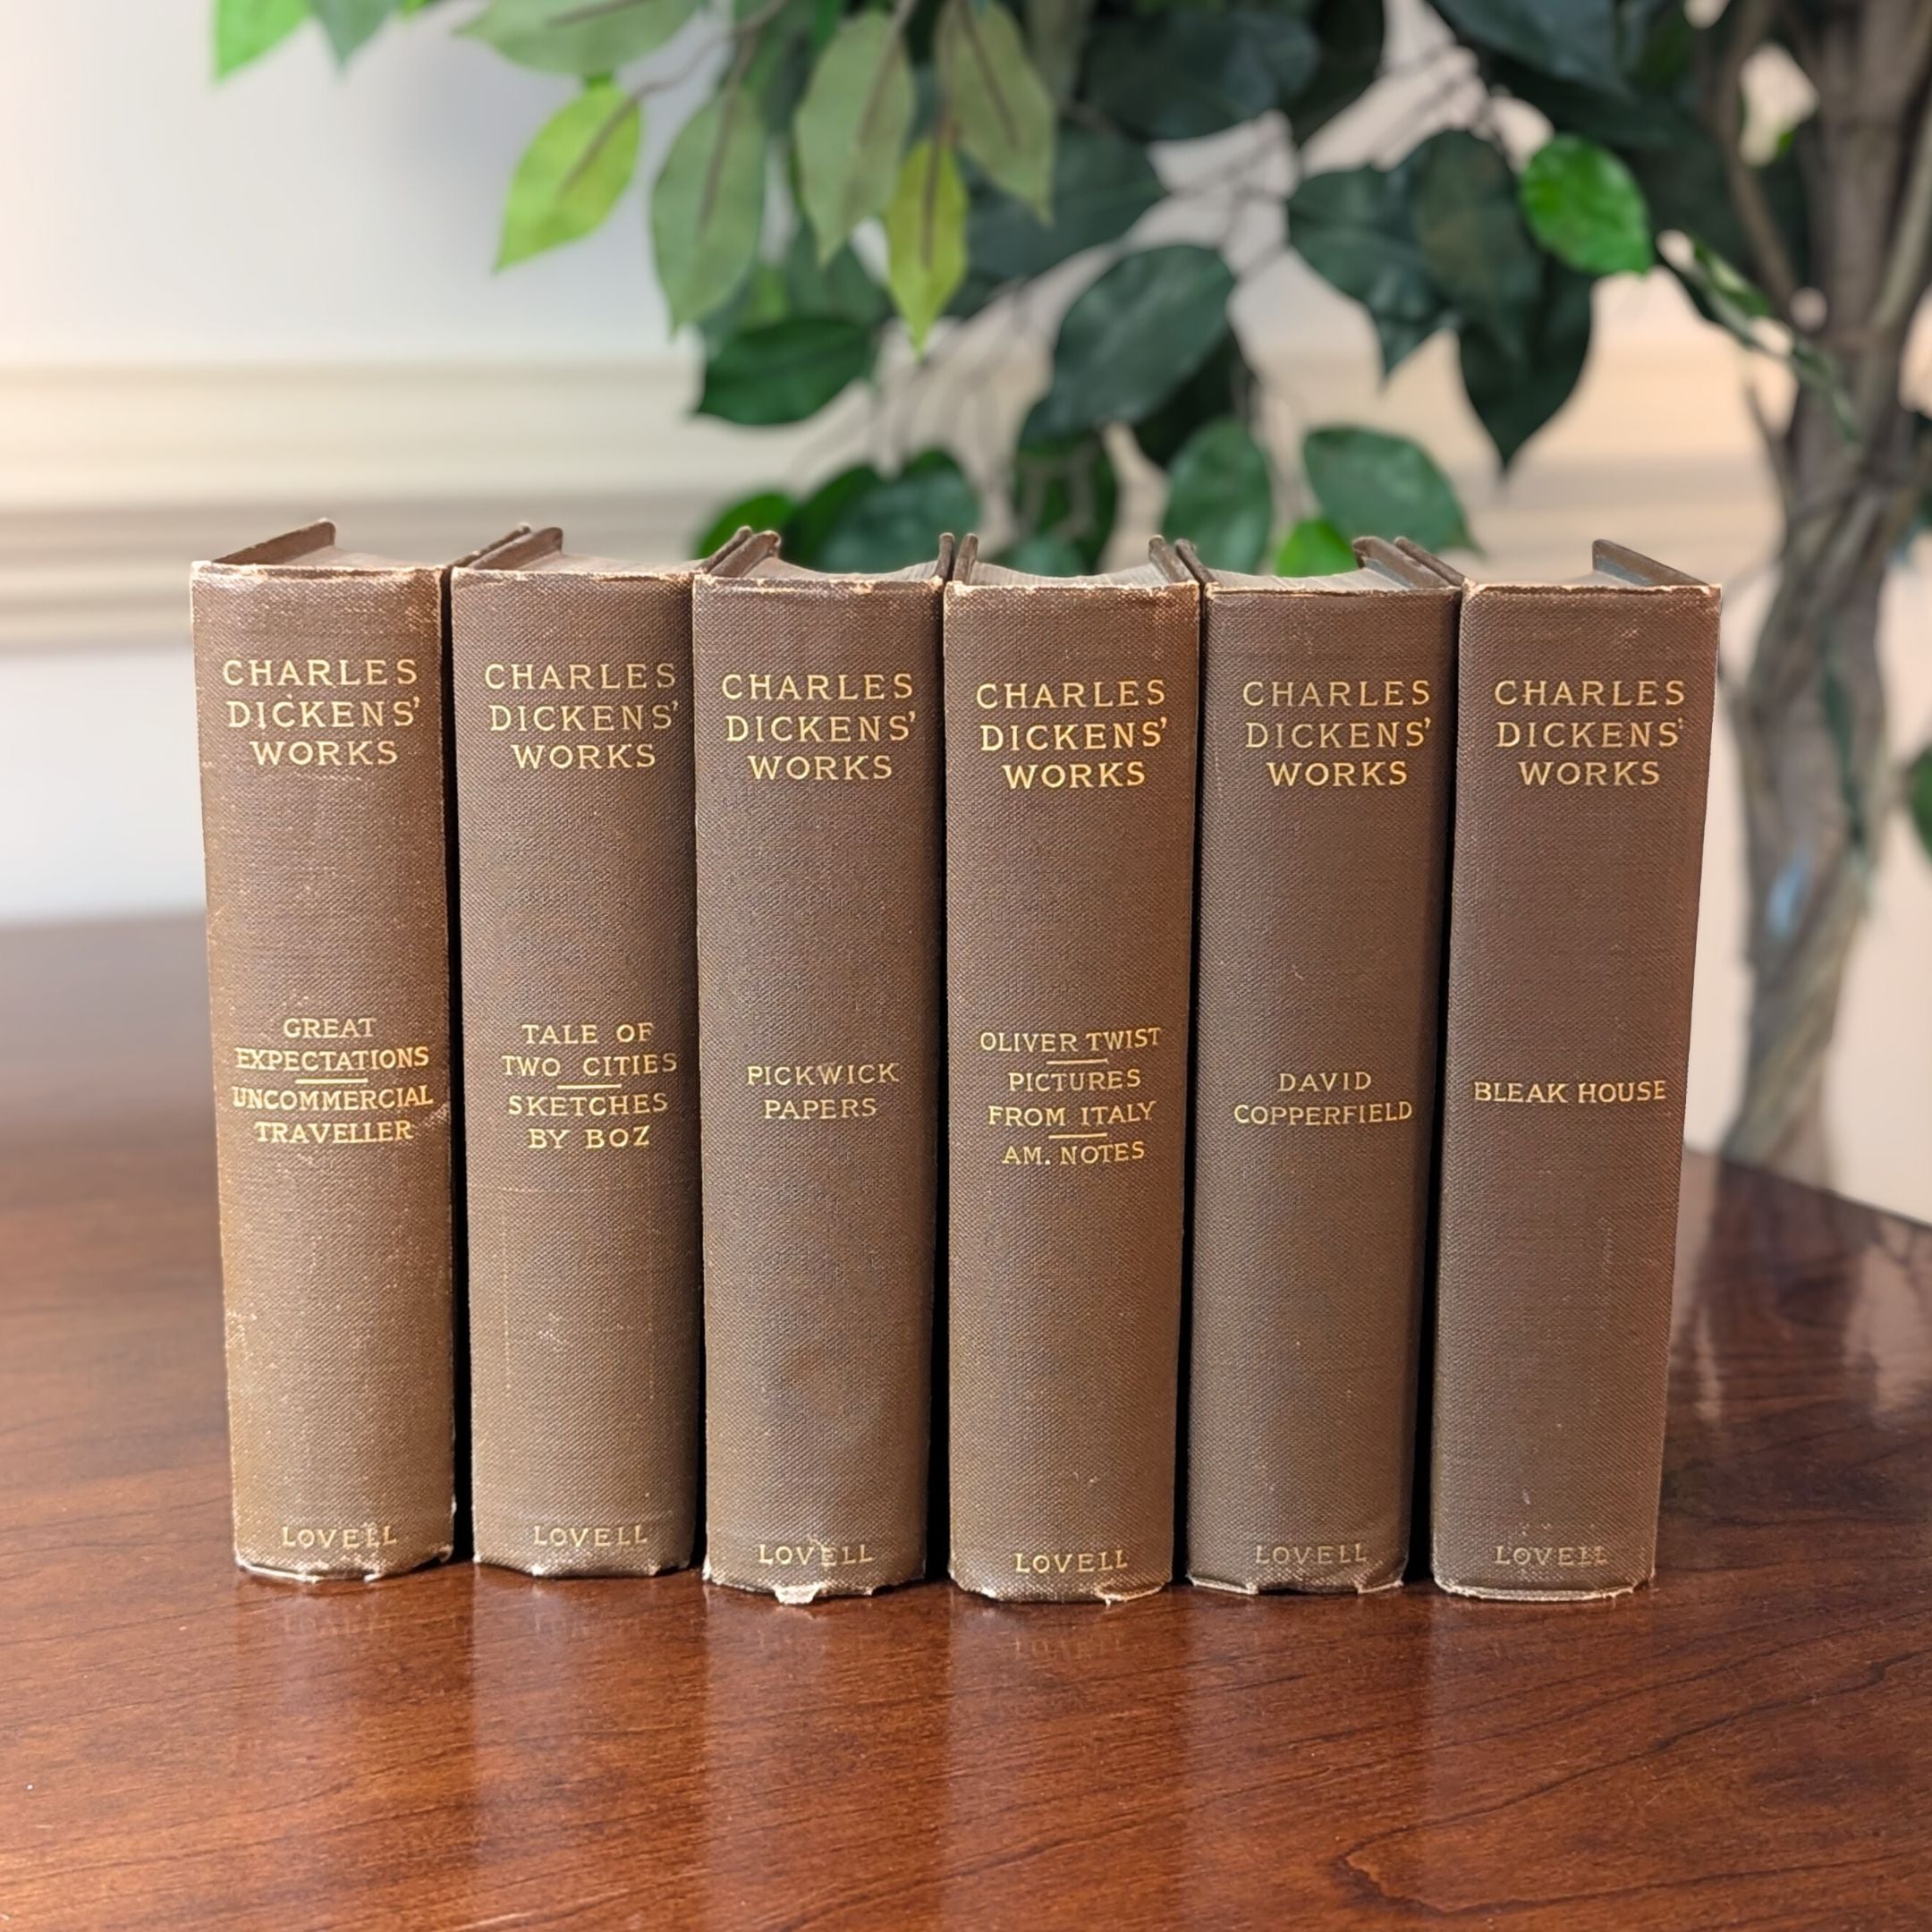 CHARLES
DICKENS'
WORKS
GREAT
EXPECTATIONS
UNCOMMERCIAL
TRAVELLER
LOVELL
CHARLES
DICKENS'
WORKS
TALE OF
TWO CITIES
SKETCHES
BY BOZ
LOVELL
CHARLES
DICKENS'
WORKS
PICKWICK
PAPERS
LOVELL
CHARLES
DICKENS'
WORKS
OLIVER TWIST
PICTURES
FROM ITALY
AM. NOTES
LOVELL
CHARLES
DICKENS'
WORKS
DAVID
COPPERFIELD
LOVELL
CHARLES
DICKENS'
WORKS
BLEAK HOUSE
LOVELL